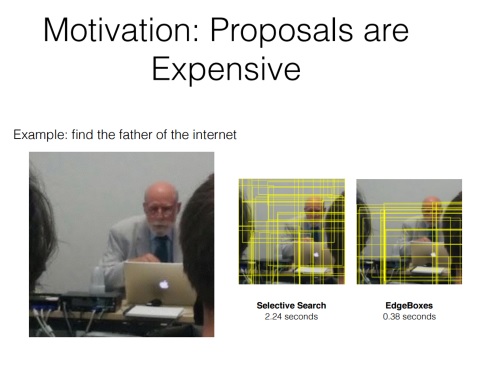 Motivation: Proposals are
Expensive
Example: find the father of the internet
Selective Search
2.24 seconds
EdgeBoxes
0.38 seconds